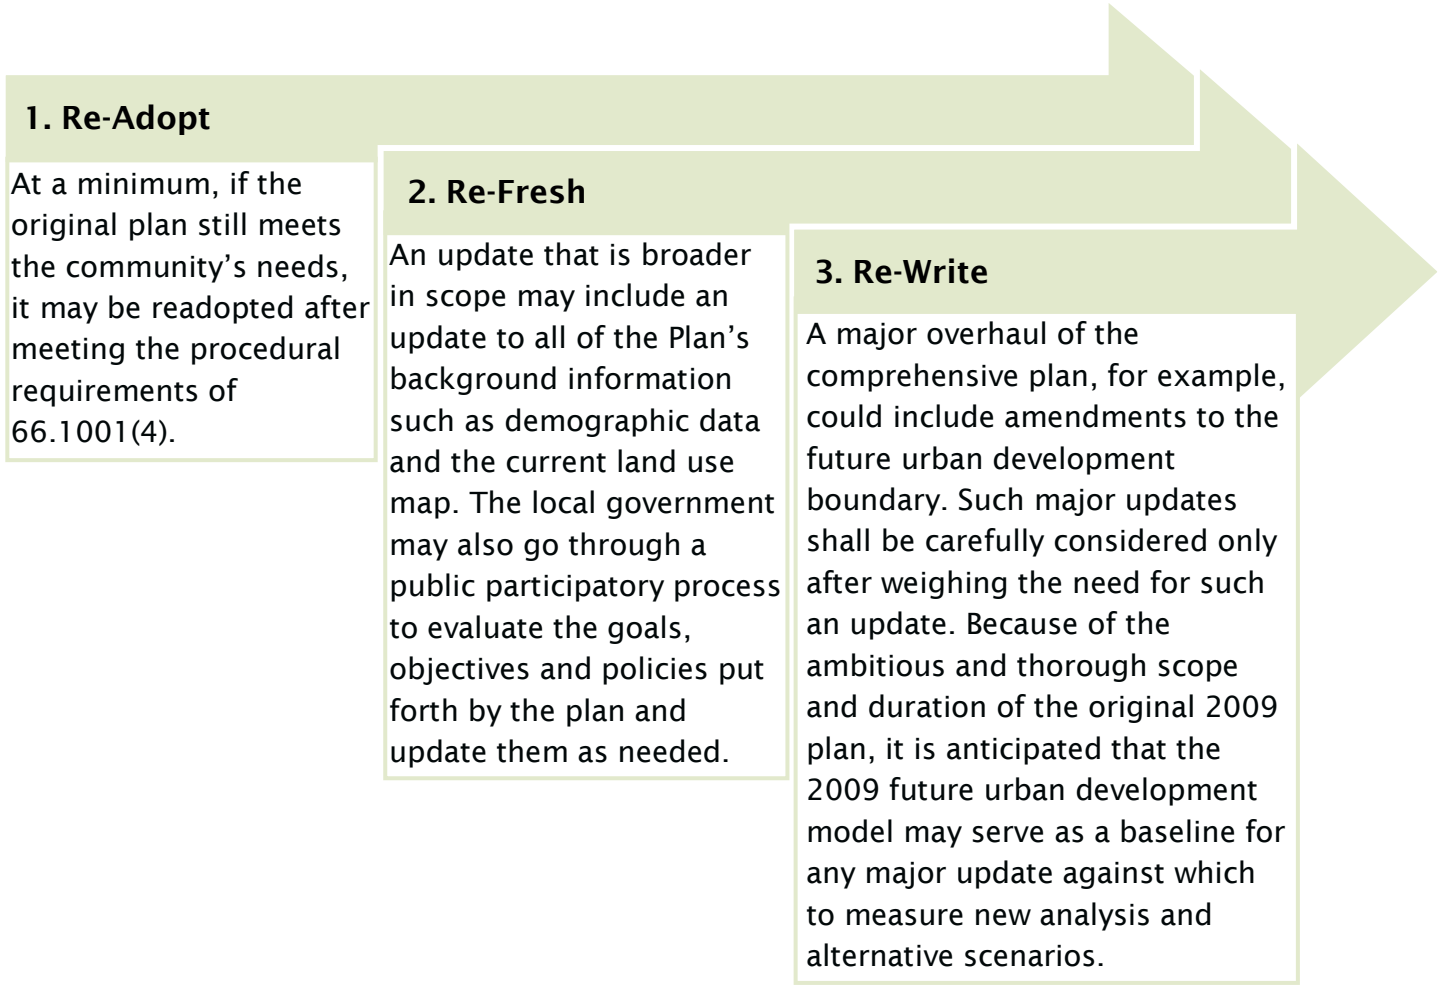 1. Re-Adopt
At a minimum, if the
original plan still meets
the community’s needs,
it may be readopted after
meeting the procedural
requirements of
66.1001(4).
2. Re-Fresh
An update that is broader
in scope may include an
update to all of the Plan’s
background information
such as demographic data
and the current land use
map. The local government
may also go through a
public participatory process
to evaluate the goals,
objectives and policies put
forth by the plan and
update them as needed.
3. Re-Write
A major overhaul of the
comprehensive plan, for example,
could include amendments to the
future urban development
boundary. Such major updates
shall be carefully considered only
after weighing the need for such
an update. Because of the
ambitious and thorough scope
and duration of the original 2009
plan, it is anticipated that the
2009 future urban development
model may serve as a baseline for
any major update against which
to measure new analysis and
alternative scenarios.